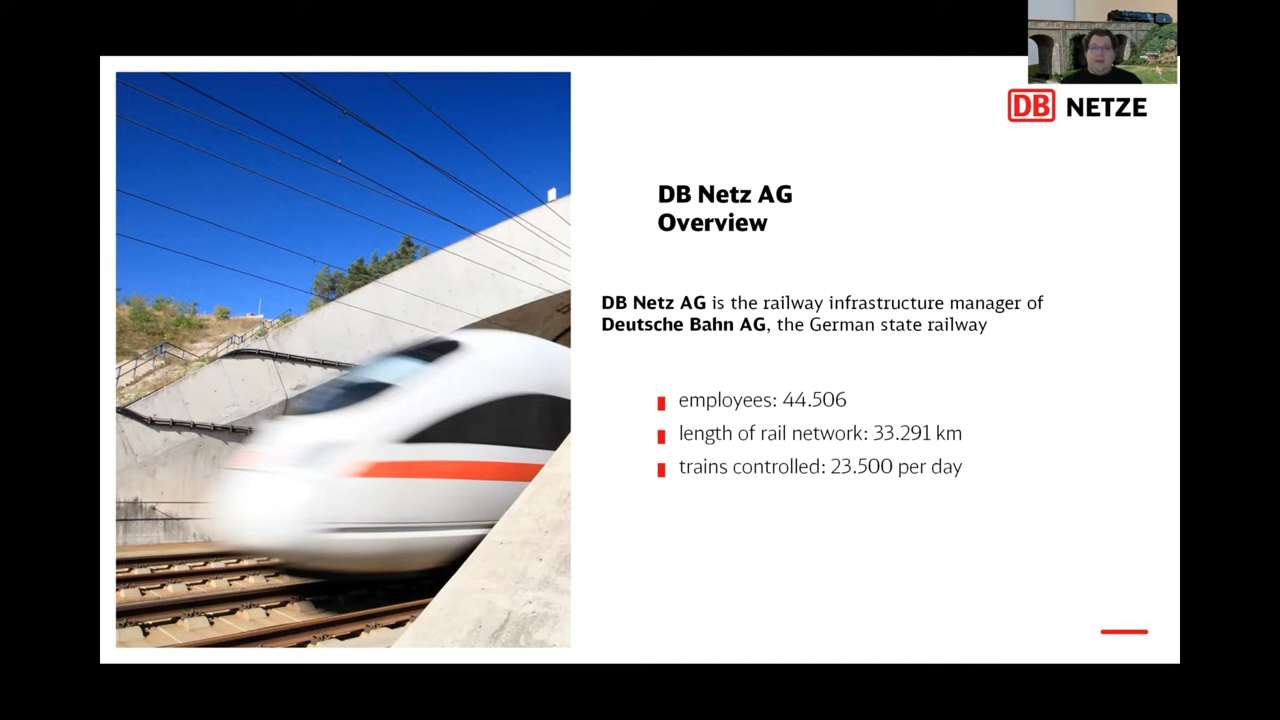 DB NETZE
DB Netz AG
Overview
DB Netz AG is the railway infrastructure manager of
Deutsche Bahn AG, the German state railway
employees: 44.506
length of rail network: 33.291 km
trains controlled: 23.500 per day